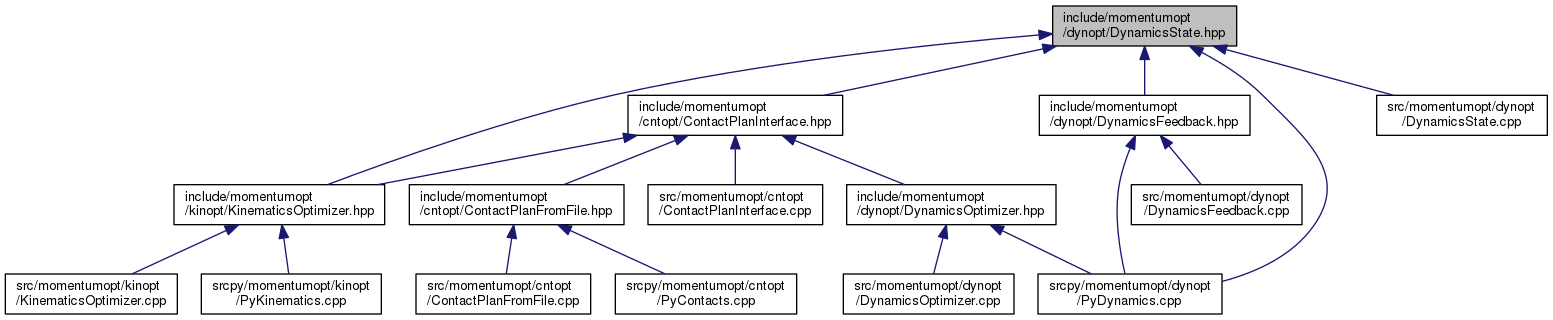 include/momentumopt
/dynopt/DynamicsState.hpp
include/momentumopt
/cntopt/ContactPlanInterface.hpp
include/momentumopt
/dynopt/DynamicsFeedback.hpp
src/momentumopt/dynopt
/DynamicsState.cpp
include/momentumopt
/kinopt/KinematicsOptimizer.hpp
include/momentumopt
/cntopt/ContactPlanFromFile.hpp
src/momentumopt/cntopt
/ContactPlanInterface.cpp
include/momentumopt
/dynopt/DynamicsOptimizer.hpp
src/momentumopt/dynopt
/DynamicsFeedback.cpp
src/momentumopt/kinopt
/KinematicsOptimizer.cpp
srcpy/momentumopt/kinopt
/PyKinematics.cpp
src/momentumopt/cntopt
/ContactPlanFromFile.cpp
srcpy/momentumopt/cntopt
/PyContacts.cpp
src/momentumopt/dynopt
/DynamicsOptimizer.cpp
srcpy/momentumopt/dynopt
/PyDynamics.cpp